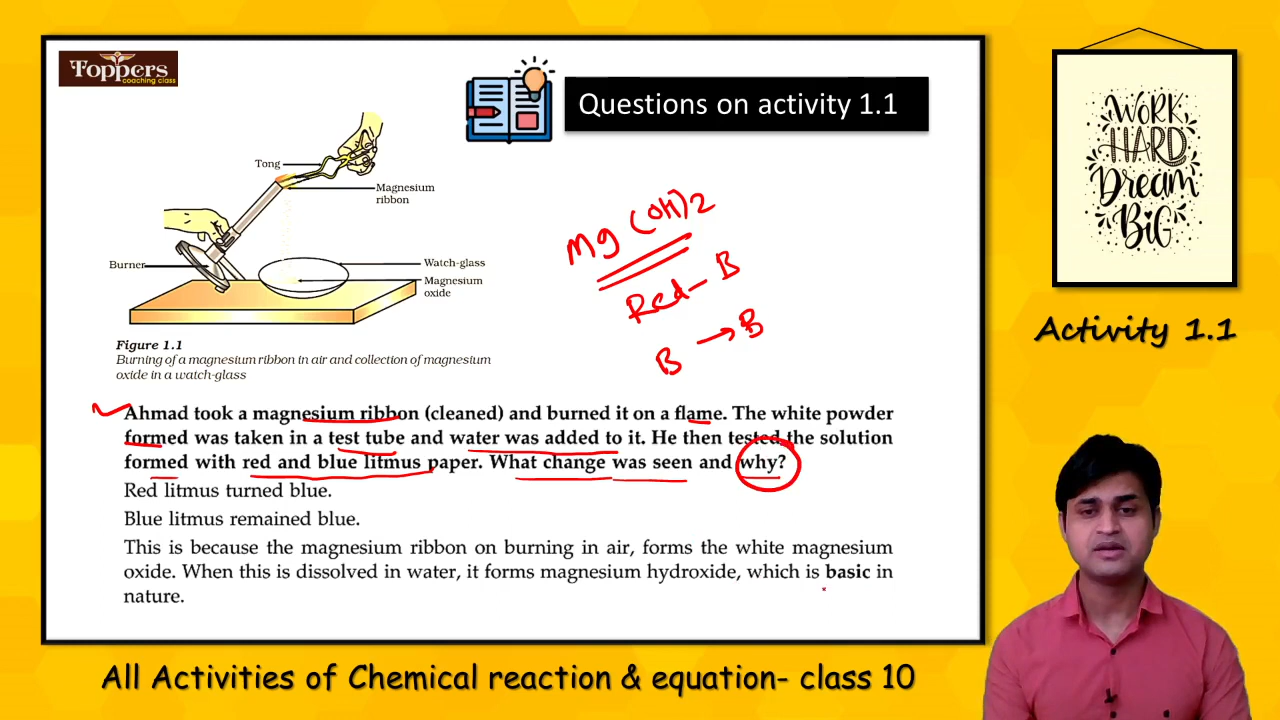 Toppers
coaching class
Questions on activity 1.1
Tong
Magnesium
ribbon
Burner
Watch-glass
Magnesium
oxide
Figure 1.1
Burning of a magnesium ribbon in air and collection of magnesium
oxide in a watch-glass
Mg (OH)2
Red - B
B → B
Ahmad took a magnesium ribbon (cleaned) and burned it on a flame. The white powder
formed was taken in a test tube and water was added to it. He then tested the solution
formed with red and blue litmus paper. What change was seen and why?
Red litmus turned blue.
Blue litmus remained blue.
This is because the magnesium ribbon on burning in air, forms the white magnesium
oxide. When this is dissolved in water, it forms magnesium hydroxide, which is basic in
nature.
WORK
HARD
Dream
BiG
Activity 1.1
All Activities of Chemical reaction & equation- class 10